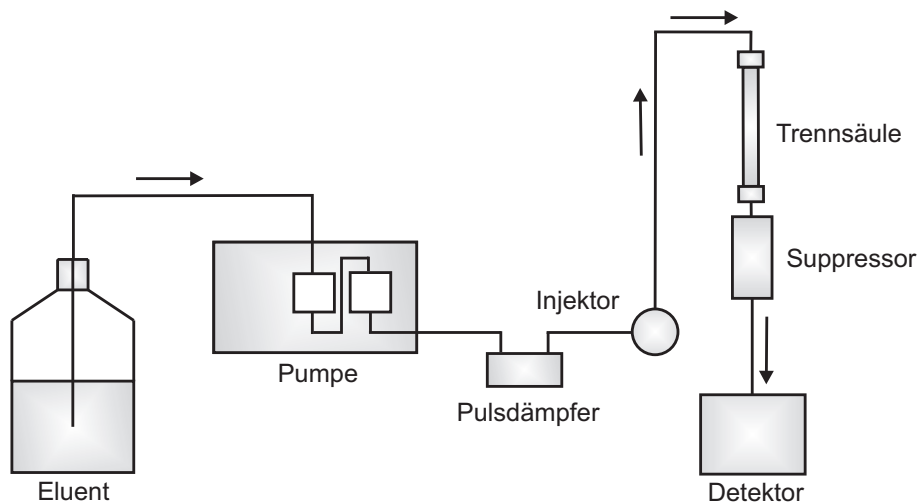 Trennsäule
Suppressor
Injektor
Pumpe
Pulsdämpfer
Eluent
Detektor